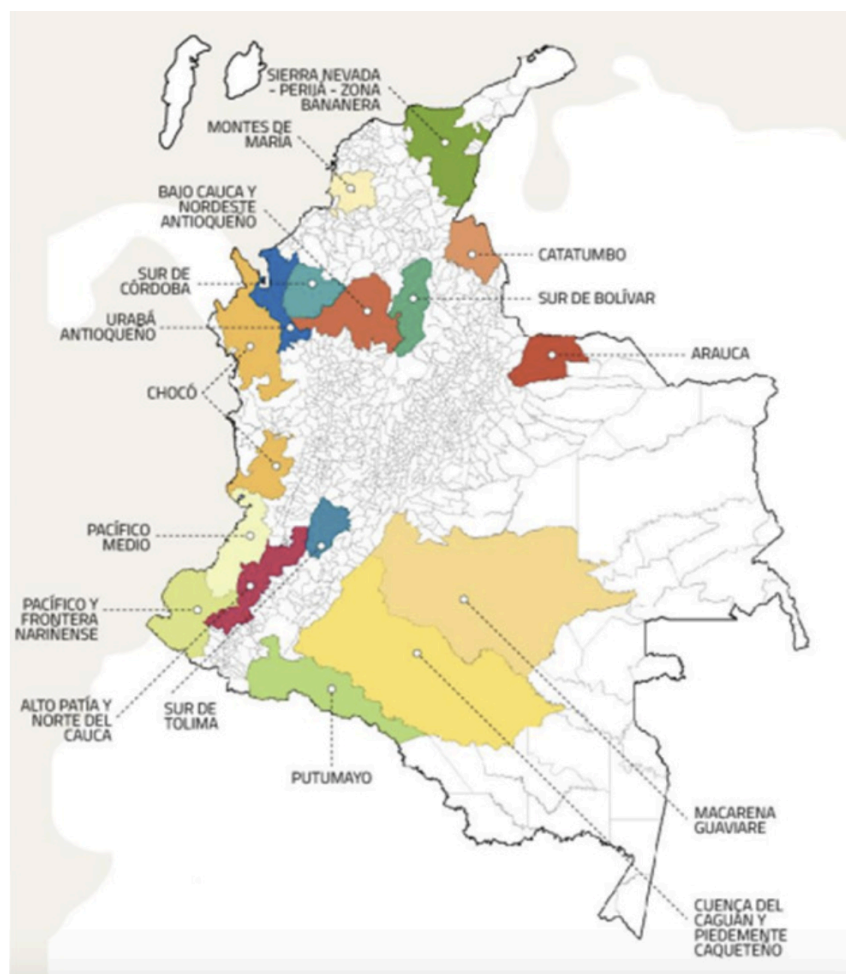 SIERRA NEVADA
- PERIJÁ - ZONA
BANANERA
MONTES DE
MARÍA
BAJO CAUCA Y
NORDESTE
ANTIOQUEÑO
CATATUMBO
SUR DE
CÓRDOBA
SUR DE BOLÍVAR
URABÁ
ANTIOQUEÑO
ARAUCA
CHOCÓ
PACÍFICO
MEDIO
PACÍFICO Y
FRONTERA
NARIÑENSE
ALTO PATÍA Y
NORTE DEL
CAUCA
SUR DE
TOLIMA
PUTUMAYO
MACARENA
GUAVIARE
CUENCA DEL
CAGUÁN Y
PIEDEMENTE
CAQUETEÑO